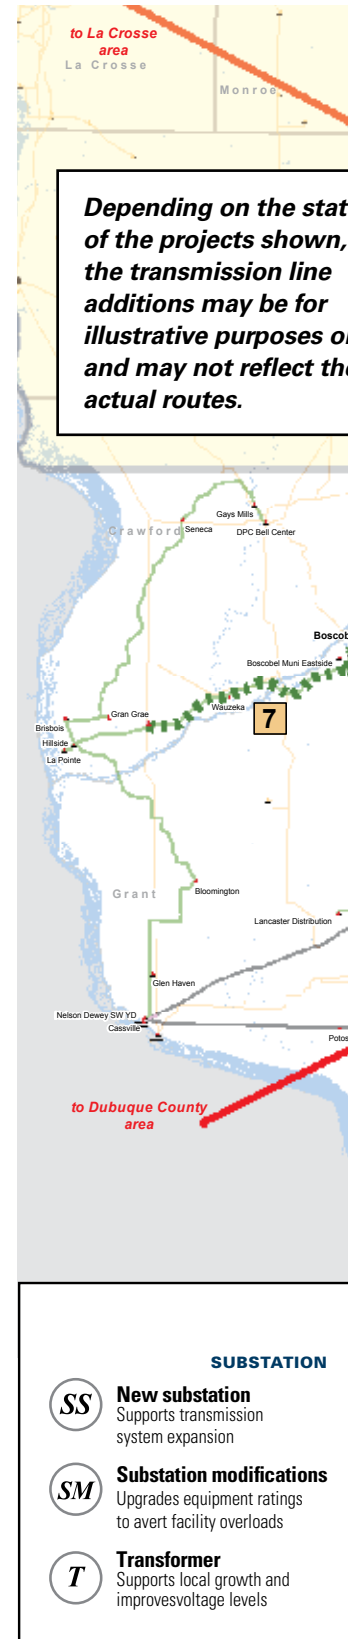 to La Crosse
area
La Crosse
Monroe
Depending on the stat
of the projects shown,
the transmission line
additions may be for
illustrative purposes o
and may not reflect the
actual routes.
Gays Mills
Crawford
Seneca
DPC Bell Center
Boscob
Boscobel Muni Eastside
Wauzeka
7
Gran Grae
Brisbois
Hillside
La Pointe
Grant
Bloomington
Lancaster Distribution
Glen Haven
Nelson Dewey SW YD
Cassville
Potos
to Dubuque County
area
SUBSTATION
SS
New substation
Supports transmission
system expansion
SM
Substation modifications
Upgrades equipment ratings
to avert facility overloads
T
Transformer
Supports local growth and
improvesvoltage levels